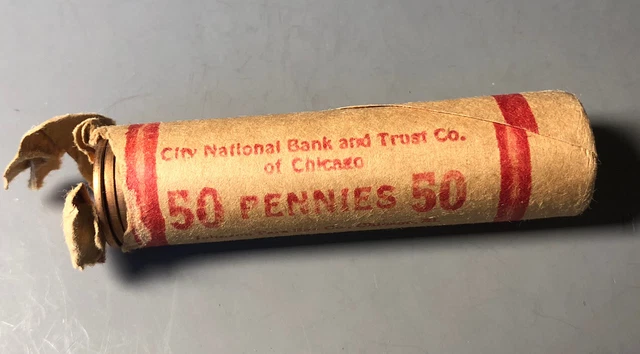 City National Bank and Trust Co.
of Chicago
50 PENNIES 50